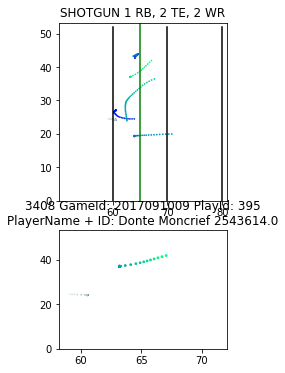 SHOTGUN 1 RB, 2 TE, 2 WR
50
40
30
20
10
0
60 70 80
3408 GameId: 2017091009 PlayId: 395
PlayerName + ID: Donte Moncrief 2543614.0
40
20
0
60 65 70